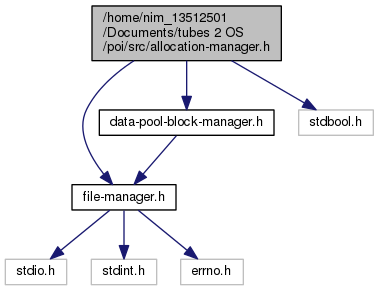 /home/nim_13512501
/Documents/tubes 2 OS
/poi/src/allocation-manager.h
data-pool-block-manager.h
stdbool.h
file-manager.h
stdio.h
stdint.h
errno.h